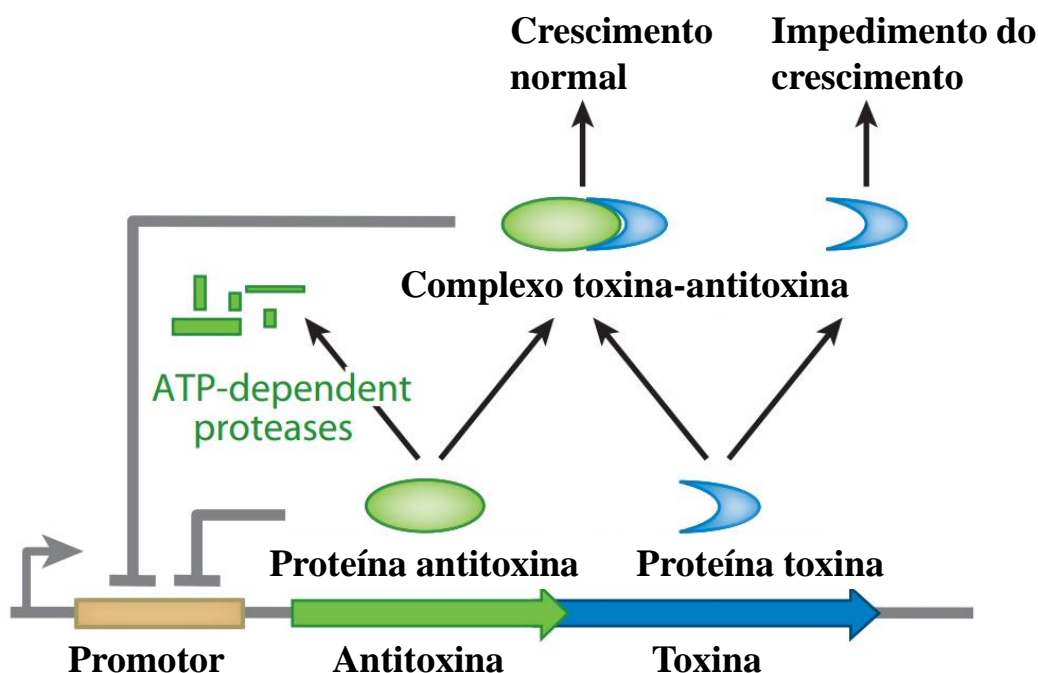 Crescimento
normal
Impedimento do
crescimento
Complexo toxina-antitoxina
ATP-dependent
proteases
Proteína antitoxina
Proteína toxina
Promotor
Antitoxina
Toxina